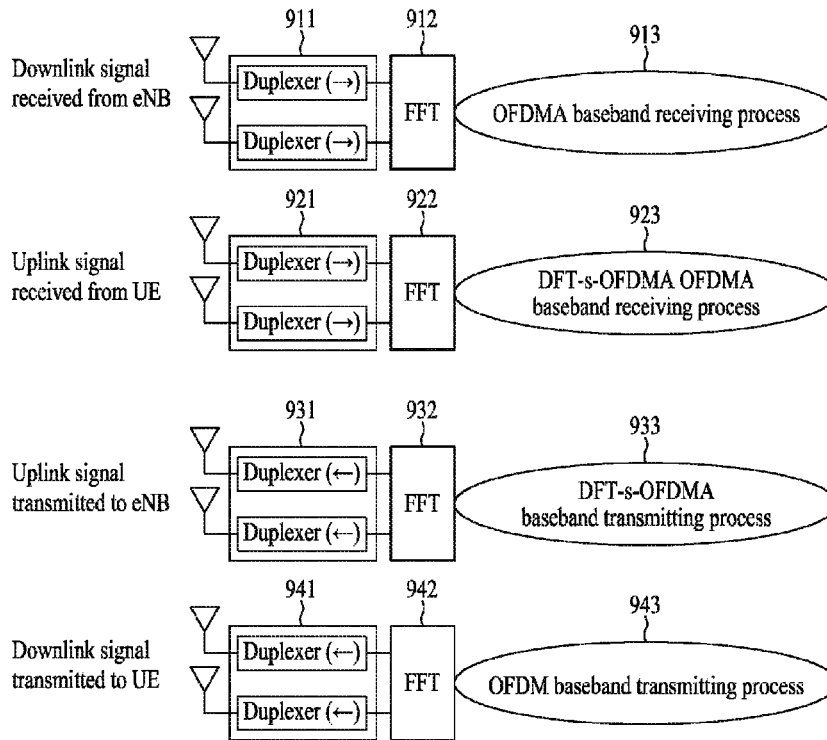 911 912 913
Downlink signal
received from eNB
Duplexer (→)
Duplexer (→)
FFT
OFDMA baseband receiving process
921 922 923
Uplink signal
received from UE
Duplexer (→)
Duplexer (→)
FFT
DFT-s-OFDMA OFDMA
baseband receiving process
931 932 933
Uplink signal
transmitted to eNB
Duplexer (←)
Duplexer (←)
FFT
DFT-s-OFDMA
baseband transmitting process
941 942 943
Downlink signal
transmitted to UE
Duplexer (←)
Duplexer (←)
FFT
OFDM baseband transmitting process